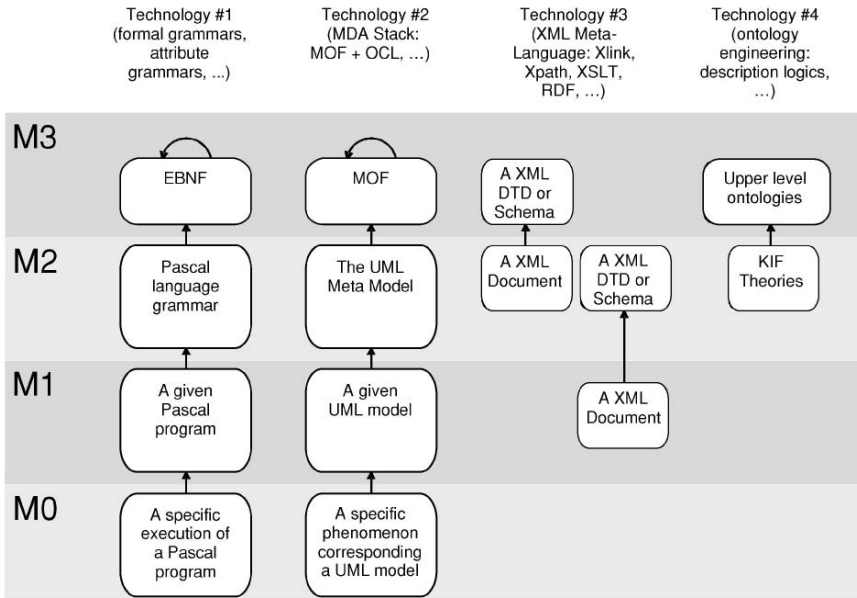 Technology #1
(formal grammars,
attribute
grammars, ...)
Technology #2
(MDA Stack:
MOF + OCL, ...)
Technology #3
(XML Meta-
Language: Xlink,
Xpath, XSLT,
RDF, ...)
Technology #4
(ontology
engineering:
description logics,
...)
M3
EBNF
MOF
A XML
DTD or
Schema
Upper level
ontologies
M2
Pascal
language
grammar
The UML
Meta Model
A XML
Document
A XML
DTD or
Schema
KIF
Theories
M1
A given
Pascal
program
A given
UML model
A XML
Document
M0
A specific
execution of
a Pascal
program
A specific
phenomenon
corresponding
a UML model